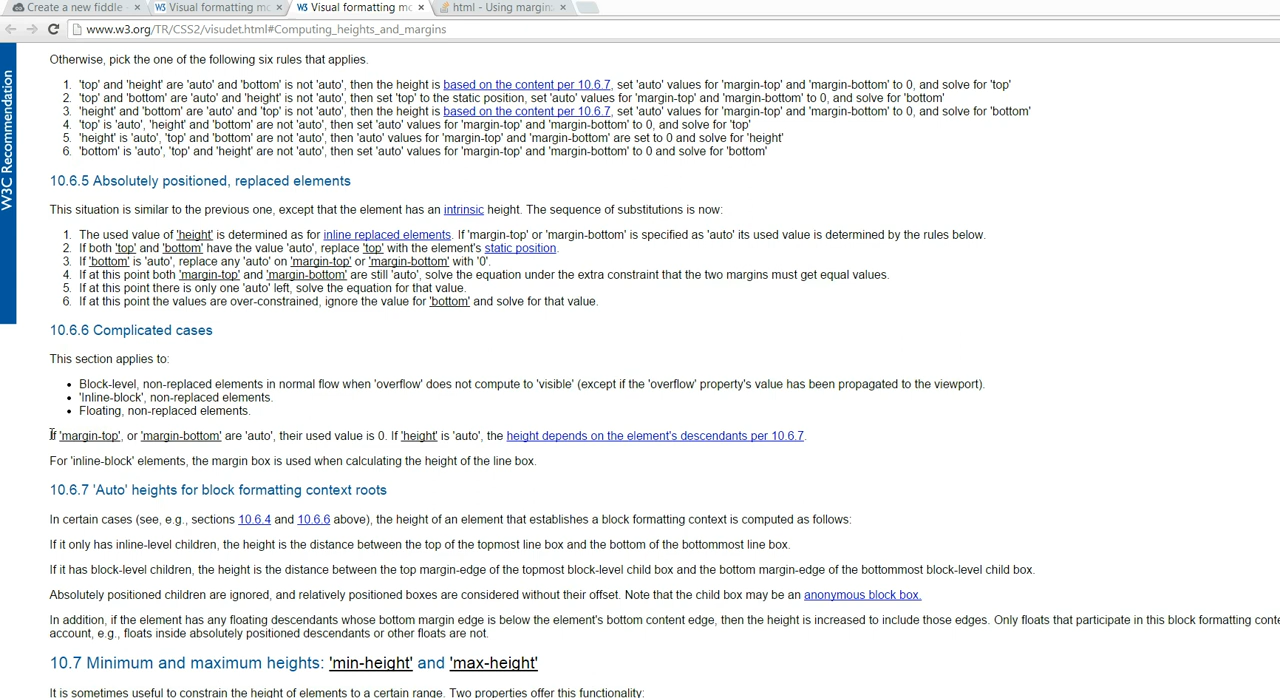 Create a new fiddle
Visual formatting mo
Visual formatting mo
html - Using margin:
www.w3.org/TR/CSS2/visudet.html#Computing_heights_and_margins
W3C Recommendation
Otherwise, pick the one of the following six rules that applies.
1. 'top' and 'height' are 'auto' and 'bottom' is not 'auto', then the height is based on the content per 10.6.7, set 'auto' values for 'margin-top' and 'margin-bottom' to 0, and solve for 'top'
2. 'top' and 'bottom' are 'auto' and 'height' is not 'auto', then set 'top' to the static position, set 'auto' values for 'margin-top' and 'margin-bottom' to 0, and solve for 'bottom'
3. 'height' and 'bottom' are 'auto' and 'top' is not 'auto', then the height is based on the content per 10.6.7, set 'auto' values for 'margin-top' and 'margin-bottom' to 0, and solve for 'bottom'
4. 'top' is 'auto', 'height' and 'bottom' are not 'auto', then set 'auto' values for 'margin-top' and 'margin-bottom' to 0, and solve for 'top'
5. 'height' is 'auto', 'top' and 'bottom' are not 'auto', then 'auto' values for 'margin-top' and 'margin-bottom' are set to 0 and solve for 'height'
6. 'bottom' is 'auto', 'top' and 'height' are not 'auto', then set 'auto' values for 'margin-top' and 'margin-bottom' to 0 and solve for 'bottom'
10.6.5 Absolutely positioned, replaced elements
This situation is similar to the previous one, except that the element has an intrinsic height. The sequence of substitutions is now:
1. The used value of 'height' is determined as for inline replaced elements. If 'margin-top' or 'margin-bottom' is specified as 'auto' its used value is determined by the rules below.
2. If both 'top' and 'bottom' have the value 'auto', replace 'top' with the element's static position.
3. If 'bottom' is 'auto', replace any 'auto' on 'margin-top' or 'margin-bottom' with '0'.
4. If at this point both 'margin-top' and 'margin-bottom' are still 'auto', solve the equation under the extra constraint that the two margins must get equal values.
5. If at this point there is only one 'auto' left, solve the equation for that value.
6. If at this point the values are over-constrained, ignore the value for 'bottom' and solve for that value.
10.6.6 Complicated cases
This section applies to:
• Block-level, non-replaced elements in normal flow when 'overflow' does not compute to 'visible' (except if the 'overflow' property's value has been propagated to the viewport).
• 'Inline-block', non-replaced elements.
• Floating, non-replaced elements.
If 'margin-top', or 'margin-bottom' are 'auto', their used value is 0. If 'height' is 'auto', the height depends on the element's descendants per 10.6.7.
For 'inline-block' elements, the margin box is used when calculating the height of the line box.
10.6.7 'Auto' heights for block formatting context roots
In certain cases (see, e.g., sections 10.6.4 and 10.6.6 above), the height of an element that establishes a block formatting context is computed as follows:
If it only has inline-level children, the height is the distance between the top of the topmost line box and the bottom of the bottommost line box.
If it has block-level children, the height is the distance between the top margin-edge of the topmost block-level child box and the bottom margin-edge of the bottommost block-level child box.
Absolutely positioned children are ignored, and relatively positioned boxes are considered without their offset. Note that the child box may be an anonymous block box.
In addition, if the element has any floating descendants whose bottom margin edge is below the element's bottom content edge, then the height is increased to include those edges. Only floats that participate in this block formatting conte
account, e.g., floats inside absolutely positioned descendants or other floats are not.
10.7 Minimum and maximum heights: 'min-height' and 'max-height'
It is sometimes useful to constrain the height of elements to a certain range. Two properties offer this functionality: